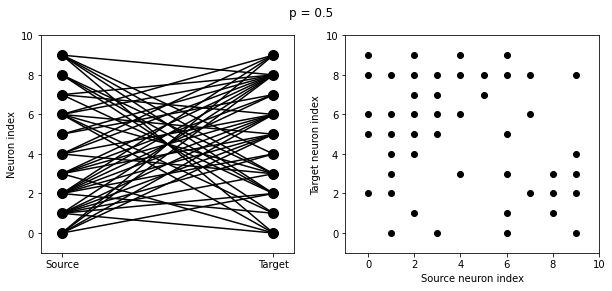 p = 0.5
Neuron index
10
8
6
4
2
0
Source
Target
Target neuron index
10
8
6
4
2
0
0 2 4 6 8 10
Source neuron index